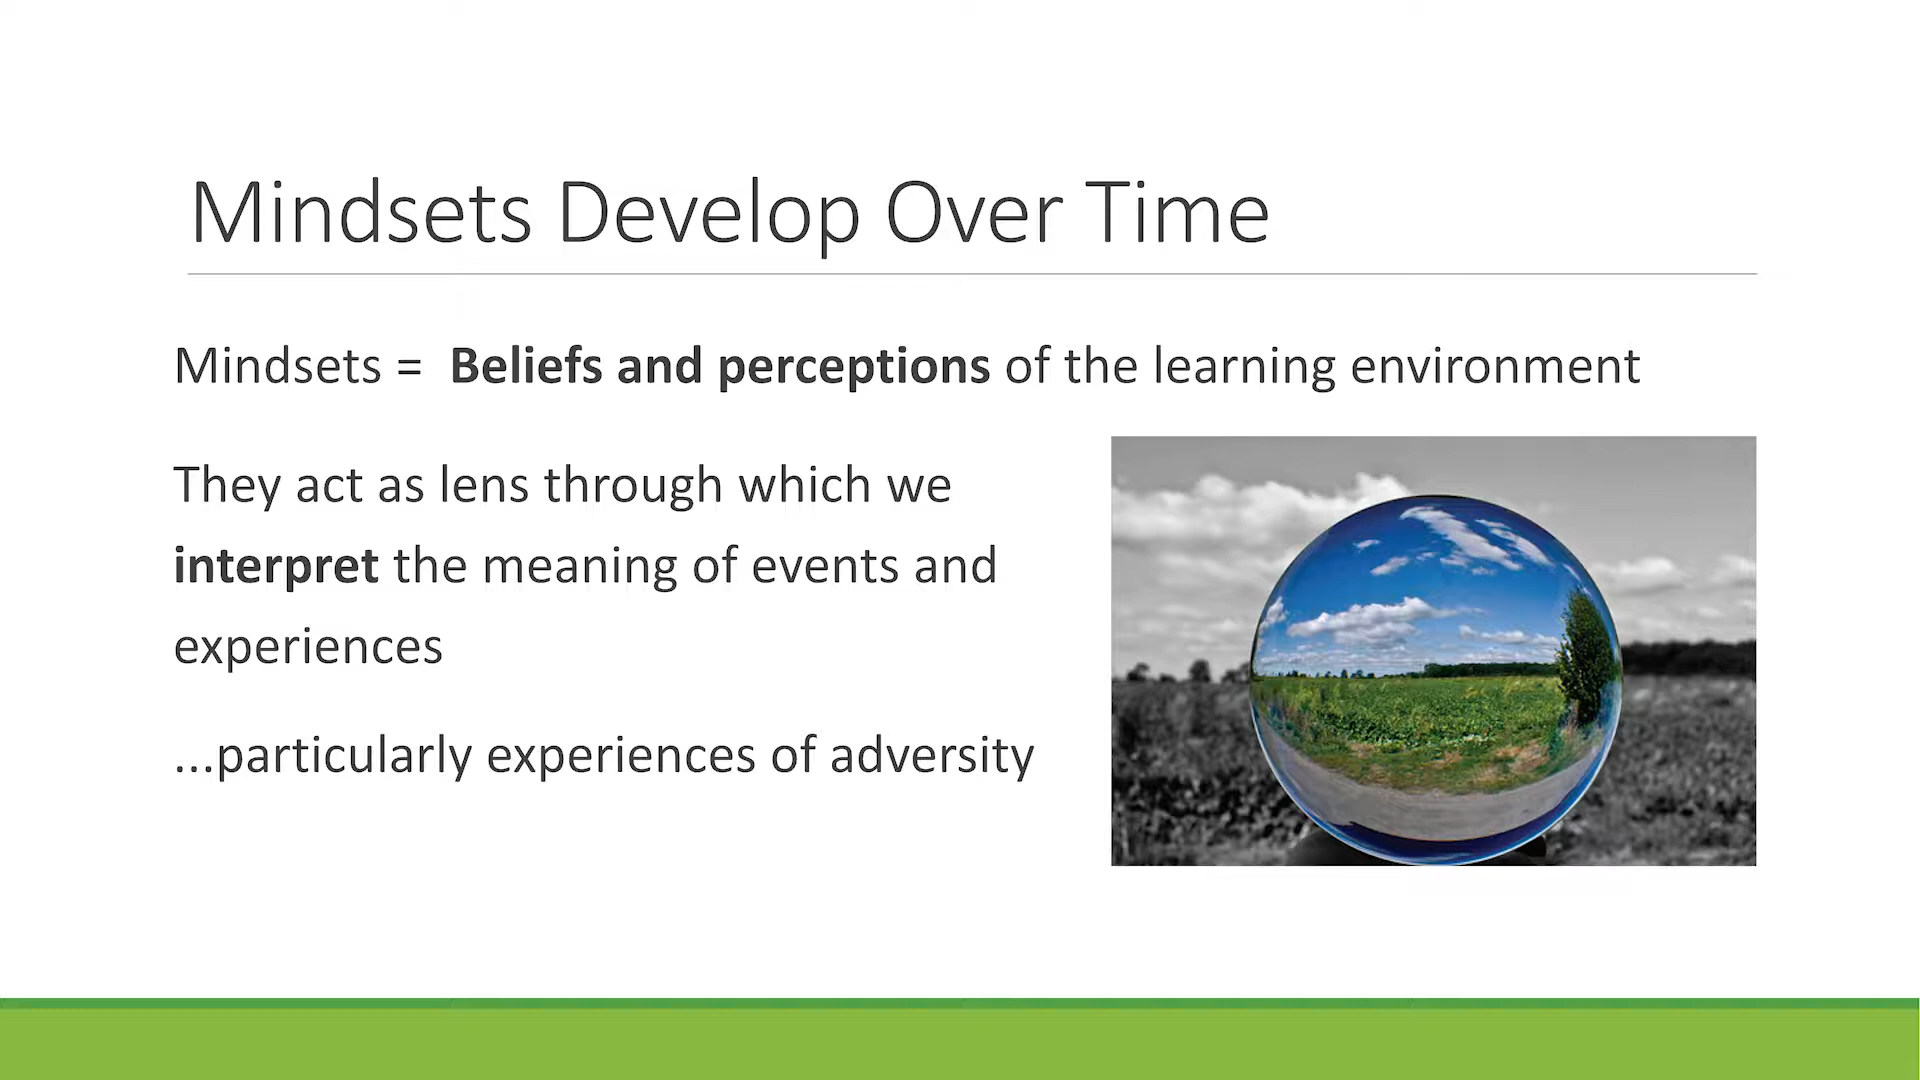 Mindsets Develop Over Time
Mindsets = Beliefs and perceptions of the learning environment
They act as lens through which we
interpret the meaning of events and
experiences
...particularly experiences of adversity